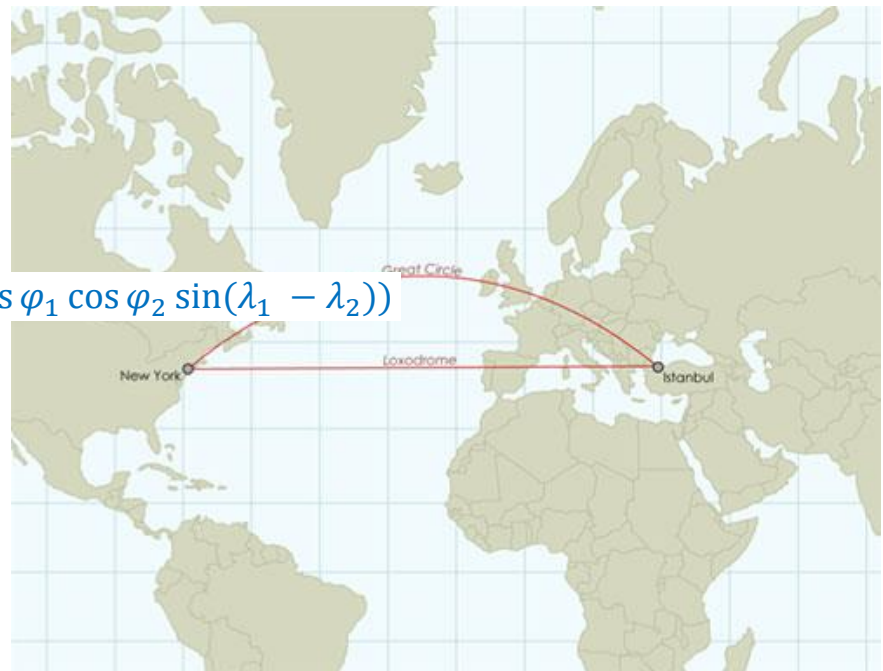 Great Circle
s φ₁ cos φ₂ sin(λ₁ − λ₂))
Loxodrome
New York
Istanbul